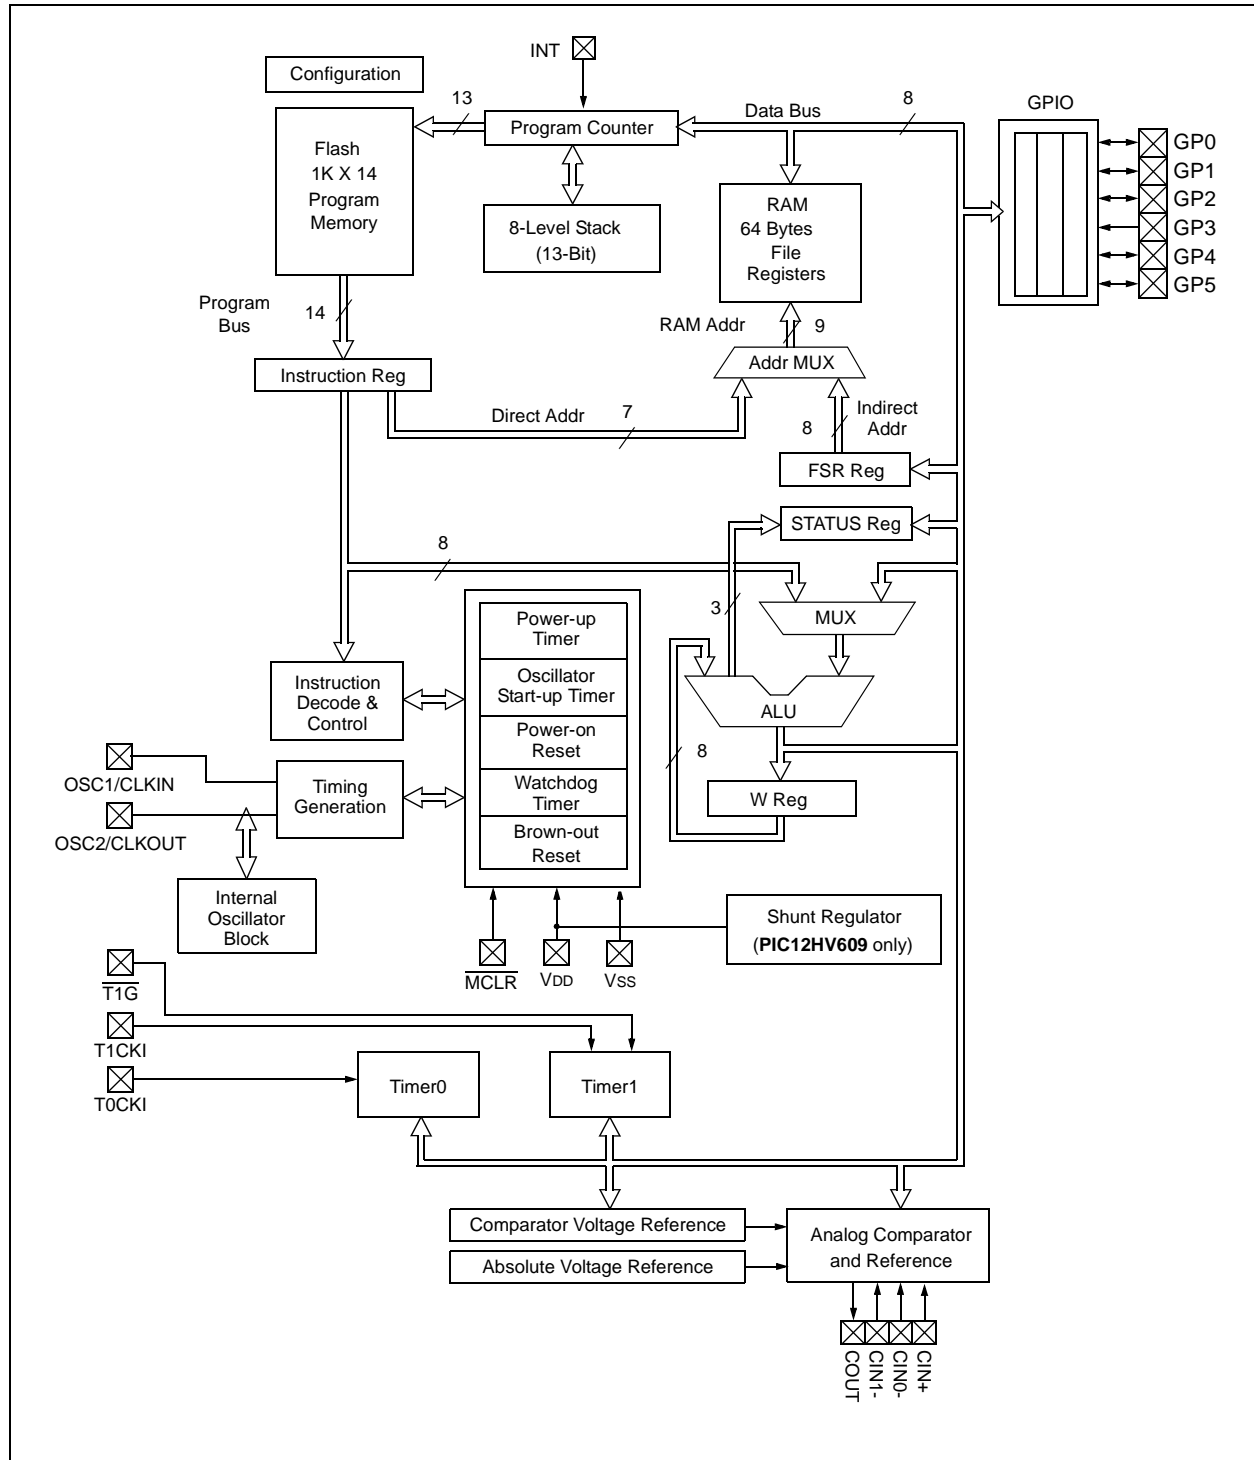 INT
Configuration
13
Data Bus
8
GPIO
Program Counter
Flash
1K X 14
Program
Memory
8-Level Stack
(13-Bit)
RAM
64 Bytes
File
Registers
GP0
GP1
GP2
GP3
GP4
GP5
Program
Bus
14
RAM Addr
9
Addr MUX
Instruction Reg
Direct Addr
7
Indirect
Addr
8
FSR Reg
STATUS Reg
8
3
MUX
Power-up
Timer
Oscillator
Start-up Timer
Power-on
Reset
Watchdog
Timer
Brown-out
Reset
Instruction
Decode &
Control
ALU
8
W Reg
OSC1/CLKIN
OSC2/CLKOUT
Timing
Generation
Internal
Oscillator
Block
Shunt Regulator
(PIC12HV609 only)
MCLR
VDD
VSS
T1G
T1CKI
T0CKI
Timer0
Timer1
Comparator Voltage Reference
Absolute Voltage Reference
Analog Comparator
and Reference
COUT
CIN1-
CIN0-
CIN+